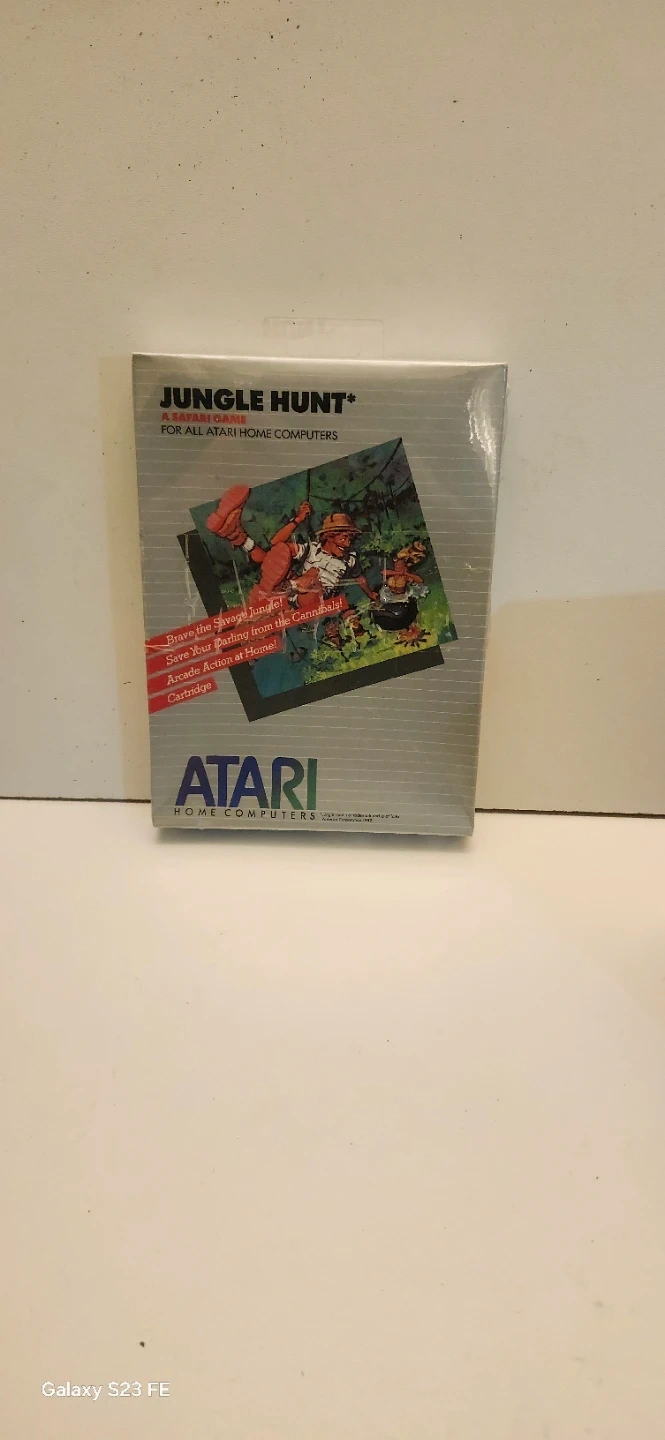 JUNGLE HUNT*
A SAFARI GAME
FOR ALL ATARI HOME COMPUTERS
Brave the Savage Jungle!
Save Your Darling from the Cannibals!
Arcade Action at Home!
Cartridge
ATARI
HOME COMPUTERS
Galaxy S23 FE